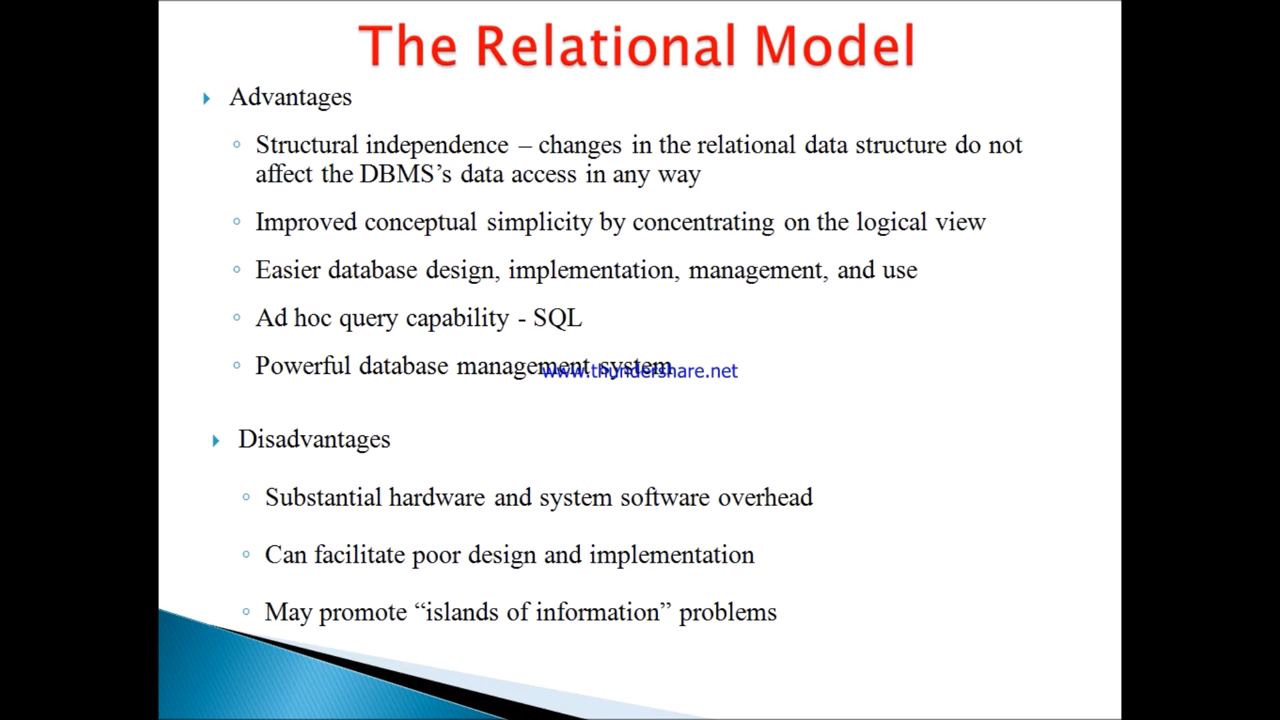 The Relational Model
Advantages
Structural independence – changes in the relational data structure do not
affect the DBMS’s data access in any way
Improved conceptual simplicity by concentrating on the logical view
Easier database design, implementation, management, and use
Ad hoc query capability - SQL
Powerful database management system
www.thundershare.net
Disadvantages
Substantial hardware and system software overhead
Can facilitate poor design and implementation
May promote “islands of information” problems